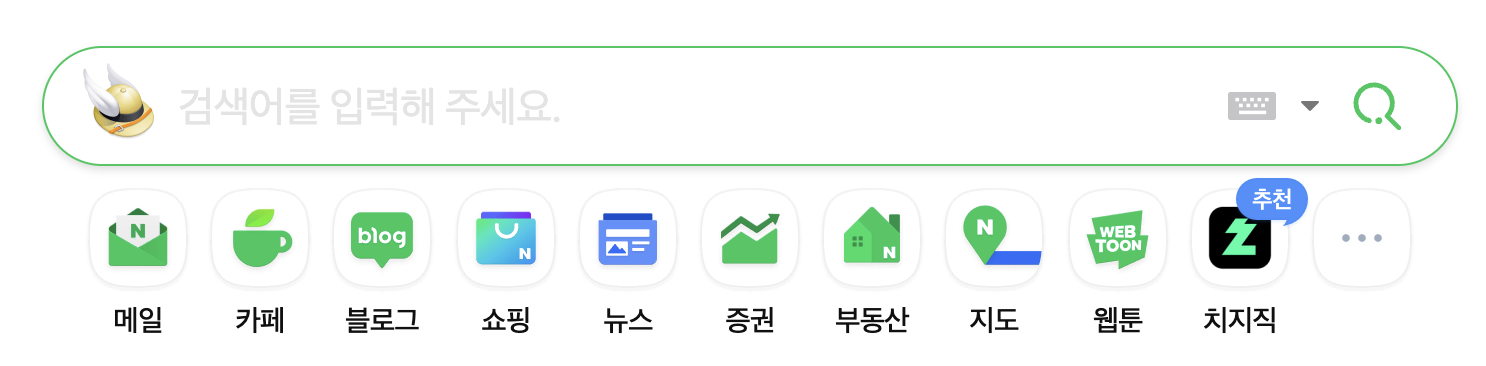 검색어를 입력해 주세요.
추천
N
blog
N
N
N
WEB
TOON
메일
카페
블로그
쇼핑
뉴스
증권
부동산
지도
웹툰
치지직